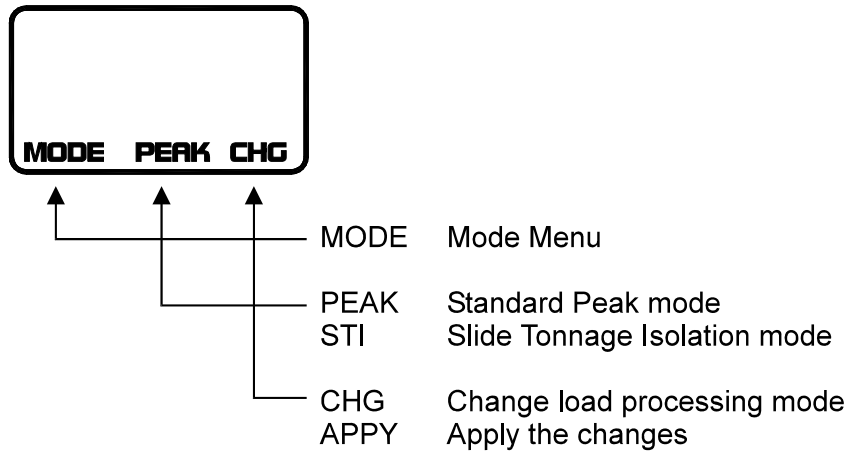 MODE PEAK CHG
MODE Mode Menu
PEAK Standard Peak mode
STI Slide Tonnage Isolation mode
CHG Change load processing mode
APPY Apply the changes